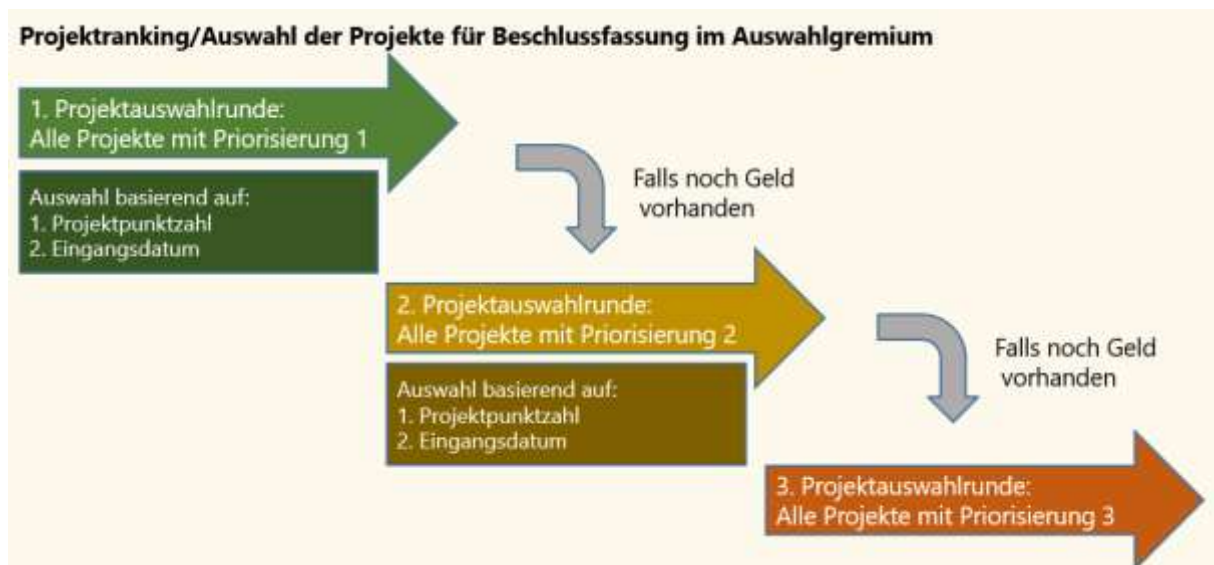 Projektranking/Auswahl der Projekte für Beschlussfassung im Auswahlgremium
1. Projektauswahlrunde:
Alle Projekte mit Priorisierung 1
Auswahl basierend auf:
1. Projektpunktzahl
2. Eingangsdatum
Falls noch Geld
vorhanden
2. Projektauswahlrunde:
Alle Projekte mit Priorisierung 2
Auswahl basierend auf:
1. Projektpunktzahl
2. Eingangsdatum
Falls noch Geld
vorhanden
3. Projektauswahlrunde:
Alle Projekte mit Priorisierung 3